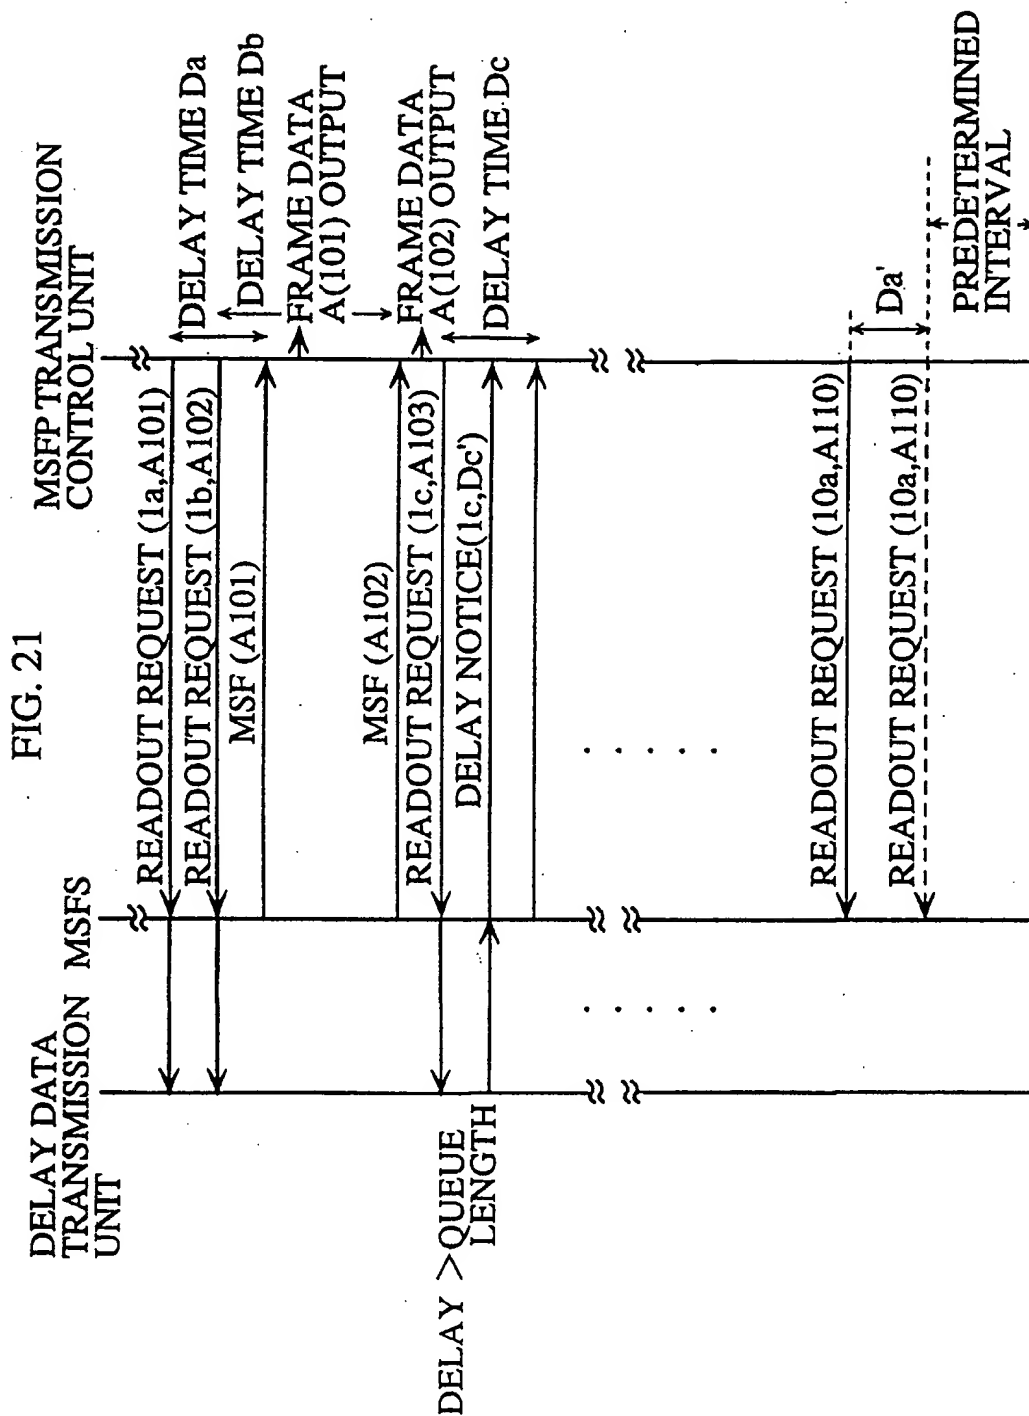 FIG. 21
DELAY DATA
TRANSMISSION
UNIT
MSFS
MSFP TRANSMISSION
CONTROL UNIT
READOUT REQUEST (1a,A101)
DELAY TIME Da
READOUT REQUEST (1b,A102)
DELAY TIME Db
MSF (A101)
FRAME DATA
A(101) OUTPUT
MSF (A102)
FRAME DATA
A(102) OUTPUT
READOUT REQUEST (1c,A103)
DELAY TIME Dc
DELAY > QUEUE
LENGTH
DELAY NOTICE(1c,Dc')
READOUT REQUEST (10a,A110)
Da'
READOUT REQUEST (10a,A110)
PREDETERMINED
INTERVAL